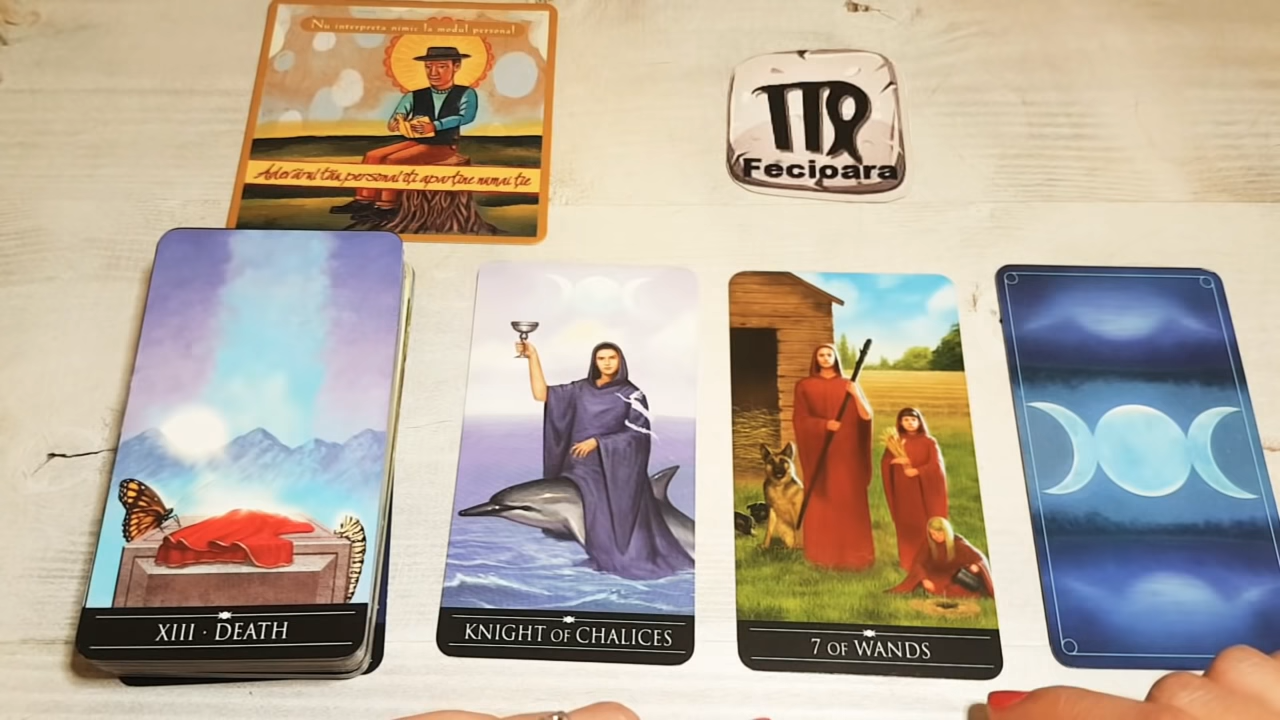 Nu interpreta nimic la modul personal
Adevărul tău personal îți aparține numai ție
Fecioara
XIII · DEATH
KNIGHT OF CHALICES
7 OF WANDS